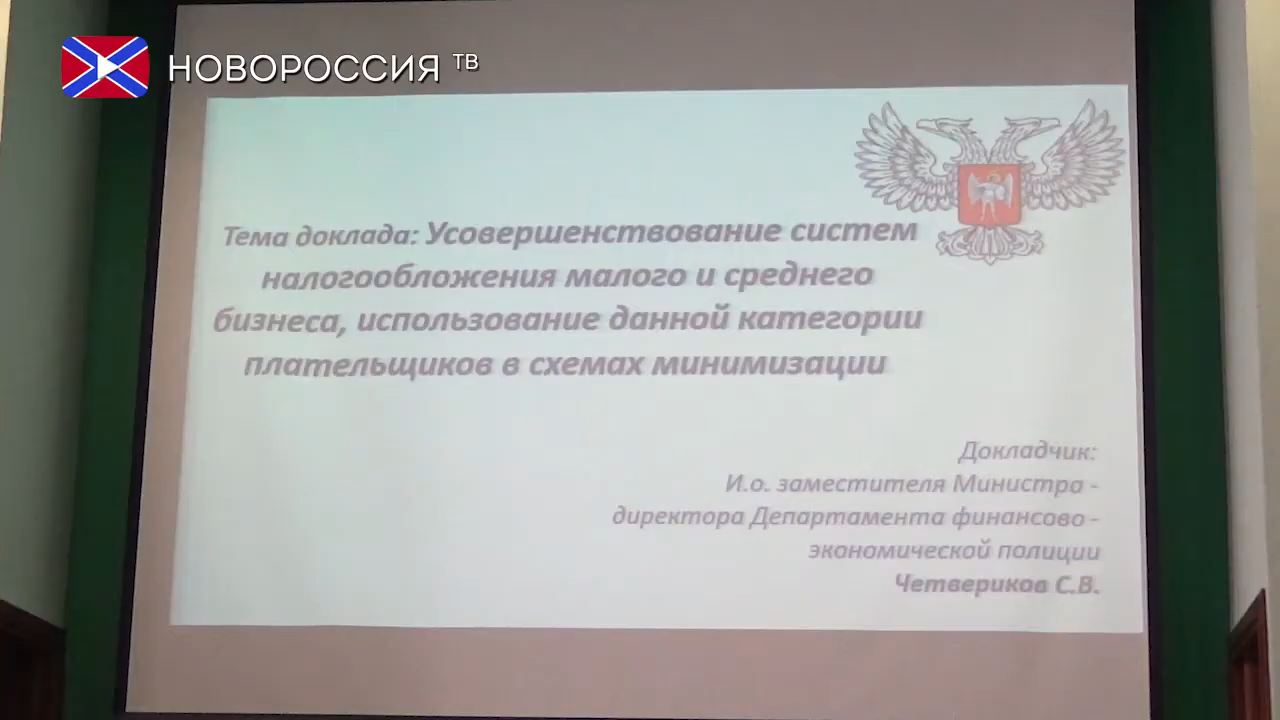 НОВОРОССИЯ ТВ
Тема доклада: Усовершенствование систем
налогообложения малого и среднего
бизнеса, использование данной категории
плательщиков в схемах минимизации
Докладчик:
И.о. заместителя Министра -
директора Департамента финансово -
экономической полиции
Четвериков С.В.